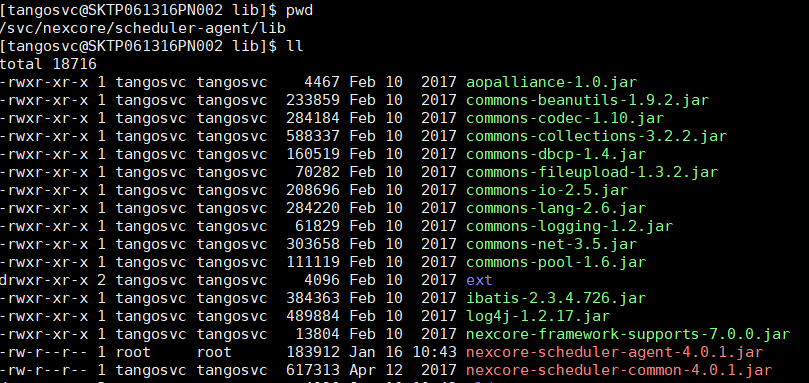 [tangosvc@SKTP061316PN002 lib]$ pwd
/svc/nexcore/scheduler-agent/lib
[tangosvc@SKTP061316PN002 lib]$ ll
total 18716
-rwxr-xr-x 1 tangosvc tangosvc   4467 Feb 10  2017 aopalliance-1.0.jar
-rwxr-xr-x 1 tangosvc tangosvc 233859 Feb 10  2017 commons-beanutils-1.9.2.jar
-rwxr-xr-x 1 tangosvc tangosvc 284184 Feb 10  2017 commons-codec-1.10.jar
-rwxr-xr-x 1 tangosvc tangosvc 588337 Feb 10  2017 commons-collections-3.2.2.jar
-rwxr-xr-x 1 tangosvc tangosvc 160519 Feb 10  2017 commons-dbcp-1.4.jar
-rwxr-xr-x 1 tangosvc tangosvc  70282 Feb 10  2017 commons-fileupload-1.3.2.jar
-rwxr-xr-x 1 tangosvc tangosvc 208696 Feb 10  2017 commons-io-2.5.jar
-rwxr-xr-x 1 tangosvc tangosvc 284220 Feb 10  2017 commons-lang-2.6.jar
-rwxr-xr-x 1 tangosvc tangosvc  61829 Feb 10  2017 commons-logging-1.2.jar
-rwxr-xr-x 1 tangosvc tangosvc 303658 Feb 10  2017 commons-net-3.5.jar
-rwxr-xr-x 1 tangosvc tangosvc 111119 Feb 10  2017 commons-pool-1.6.jar
drwxr-xr-x 2 tangosvc tangosvc   4096 Feb 10  2017 ext
-rwxr-xr-x 1 tangosvc tangosvc 384363 Feb 10  2017 ibatis-2.3.4.726.jar
-rwxr-xr-x 1 tangosvc tangosvc 489884 Feb 10  2017 log4j-1.2.17.jar
-rwxr-xr-x 1 tangosvc tangosvc  13804 Feb 10  2017 nexcore-framework-supports-7.0.0.jar
-rw-r--r-- 1 root     root     183912 Jan 16 10:43 nexcore-scheduler-agent-4.0.1.jar
-rw-r--r-- 1 tangosvc tangosvc 617313 Apr 12  2017 nexcore-scheduler-common-4.0.1.jar